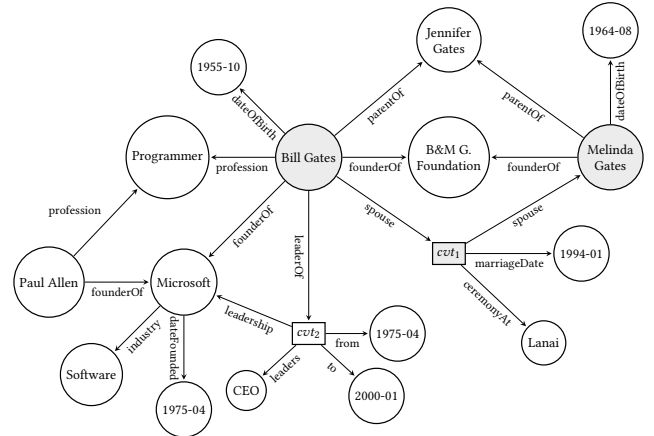 Jennifer
Gates
1964-08
1955-10
dateOfBirth
parentOf
parentOf
dateOfBirth
Programmer
profession
Bill Gates
founderOf
B&M G.
Foundation
founderOf
Melinda
Gates
profession
founderOf
leaderOf
spouse
spouse
cvt1
marriageDate
1994-01
Paul Allen
founderOf
Microsoft
ceremonyAt
leadership
cvt2
from
1975-04
Lanai
industry
dateFounded
leaders
to
Software
CEO
2000-01
1975-04